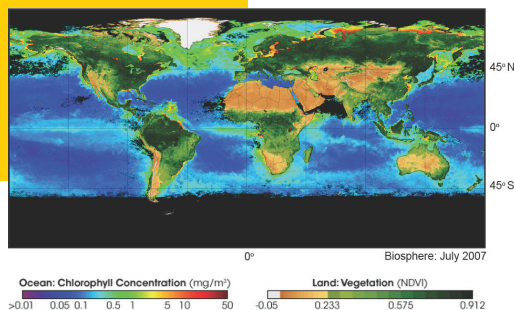 45° N
0°
45° S
0°
Biosphere: July 2007
Ocean: Chlorophyll Concentration (mg/m³)
>0.01 0.05 0.1 0.5 1 5 10 50
Land: Vegetation (NDVI)
-0.05 0.233 0.575 0.912